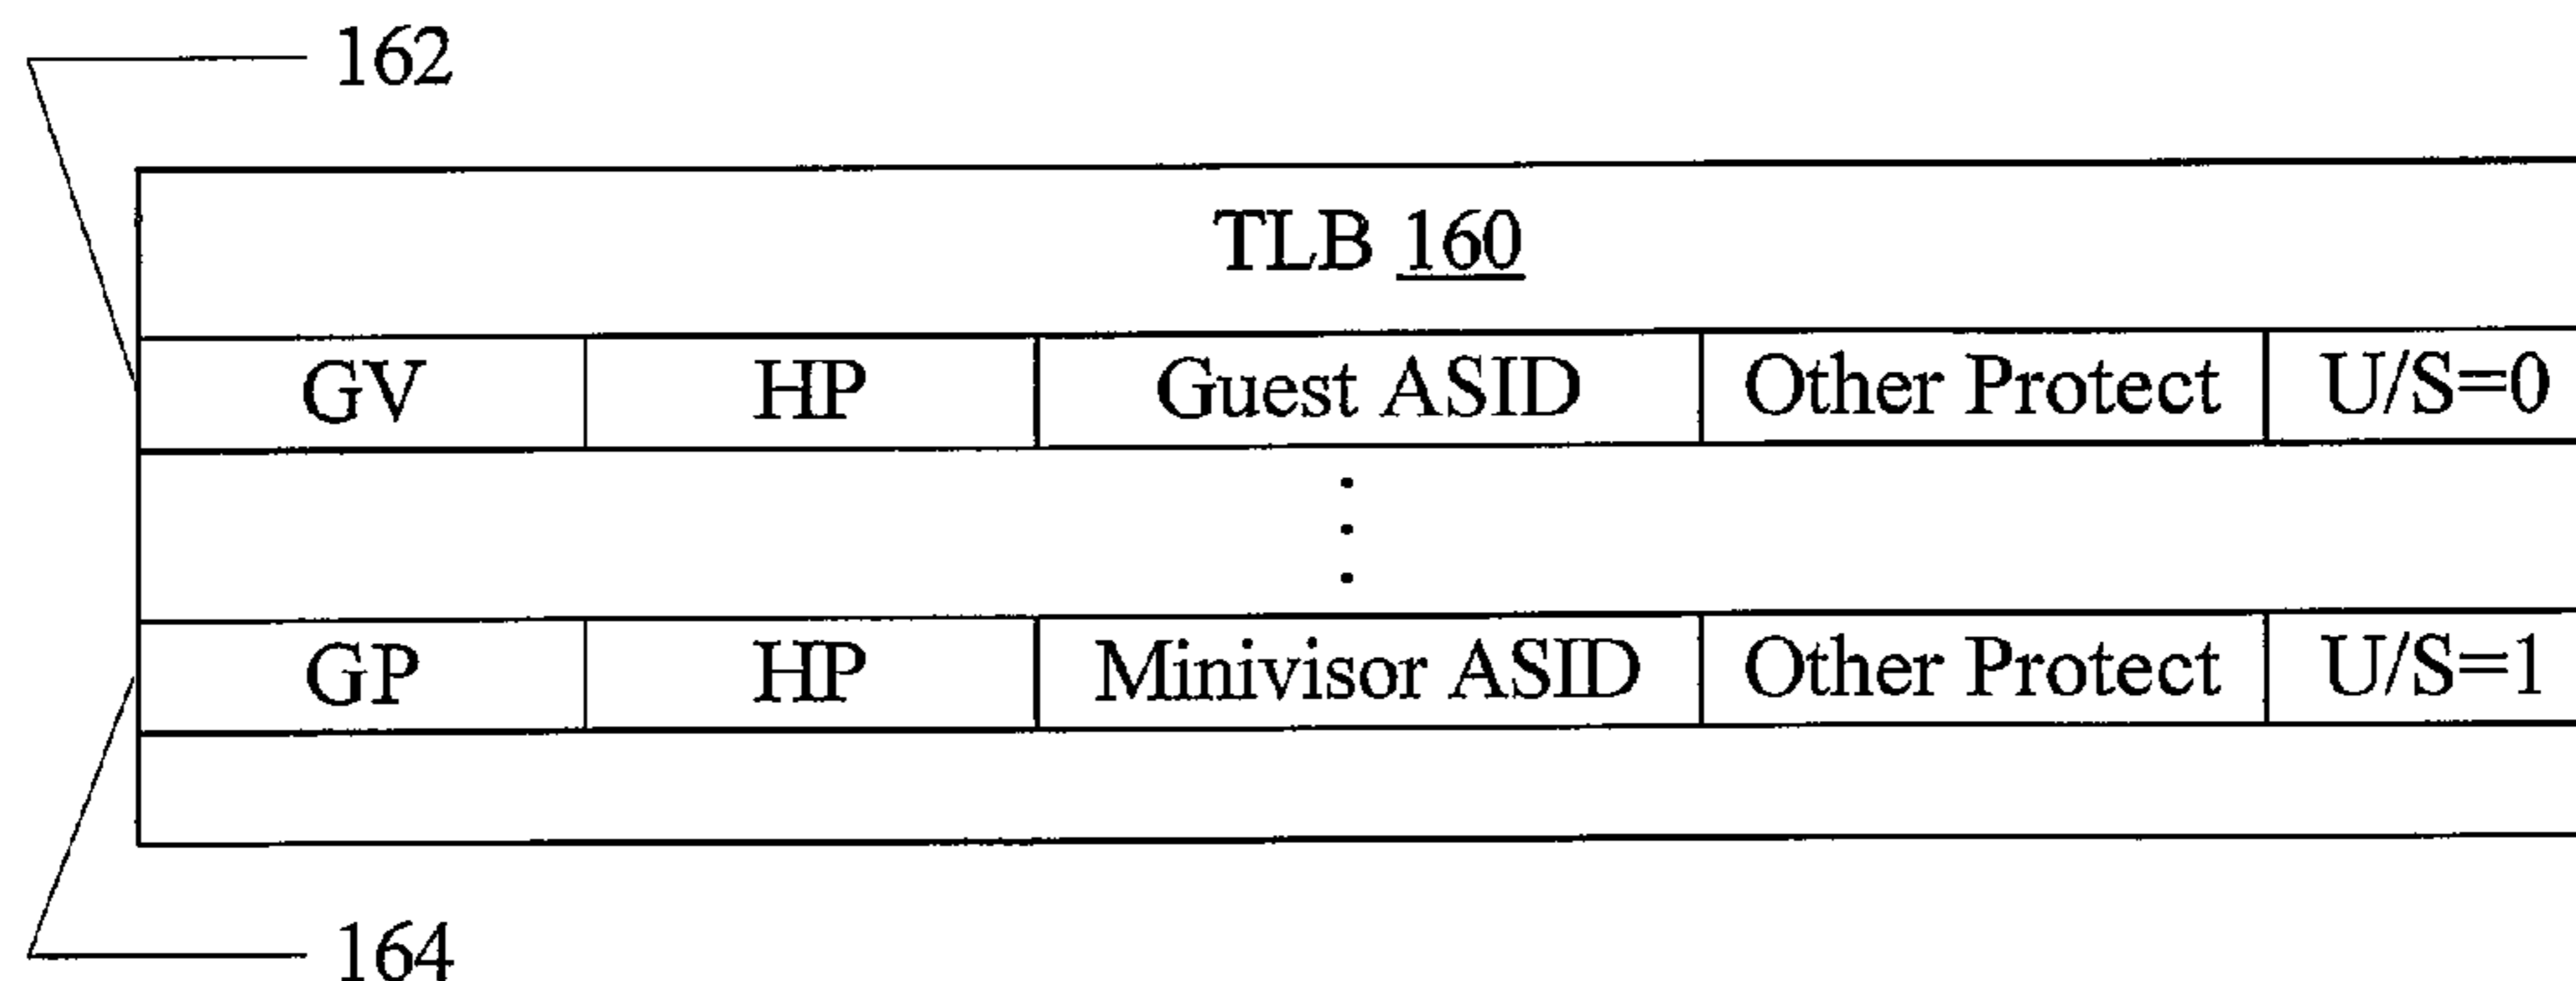 162
TLB 160
GV HP Guest ASID Other Protect U/S=0
GP HP Minivisor ASID Other Protect U/S=1
164